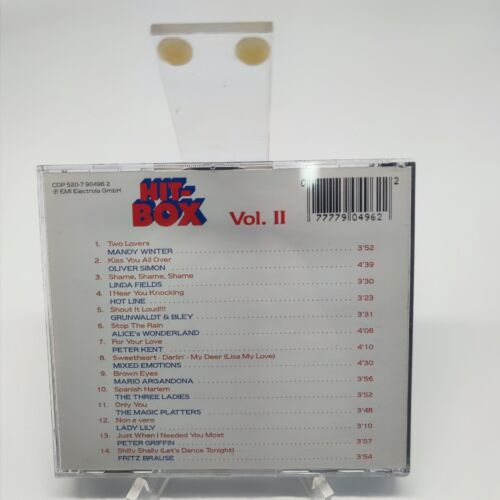 CDP 520-7 90496 2
℗ EMI Electrola GmbH
HIT-
BOX
Vol. II
0
77779 04962
2
1. Two Lovers
MANDY WINTER 3'52
2. Kiss You All Over
OLIVER SIMON 4'39
3. Shame, Shame, Shame
LINDA FIELDS 3'30
4. I Hear You Knocking
HOT LINE 3'23
5. Shout It Loud!!!
GRUNWALDT & BLEY 3'31
6. Stop The Rain
ALICE's WONDERLAND 4'08
7. For Your Love
PETER KENT 4'10
8. Sweetheart - Darlin' - My Deer (Lisa My Love)
MIXED EMOTIONS 4'30
9. Brown Eyes
MARIO ARGANDONA 3'56
10. Spanish Harlem
THE THREE LADIES 3'52
11. Only You
THE MAGIC PLATTERS 3'48
12. Non e vero
LADY LILY 3'10
13. Just When I Needed You Most
PETER GRIFFIN 3'57
14. Shilly Shally (Let's Dance Tonight)
FRITZ BRAUSE 3'54